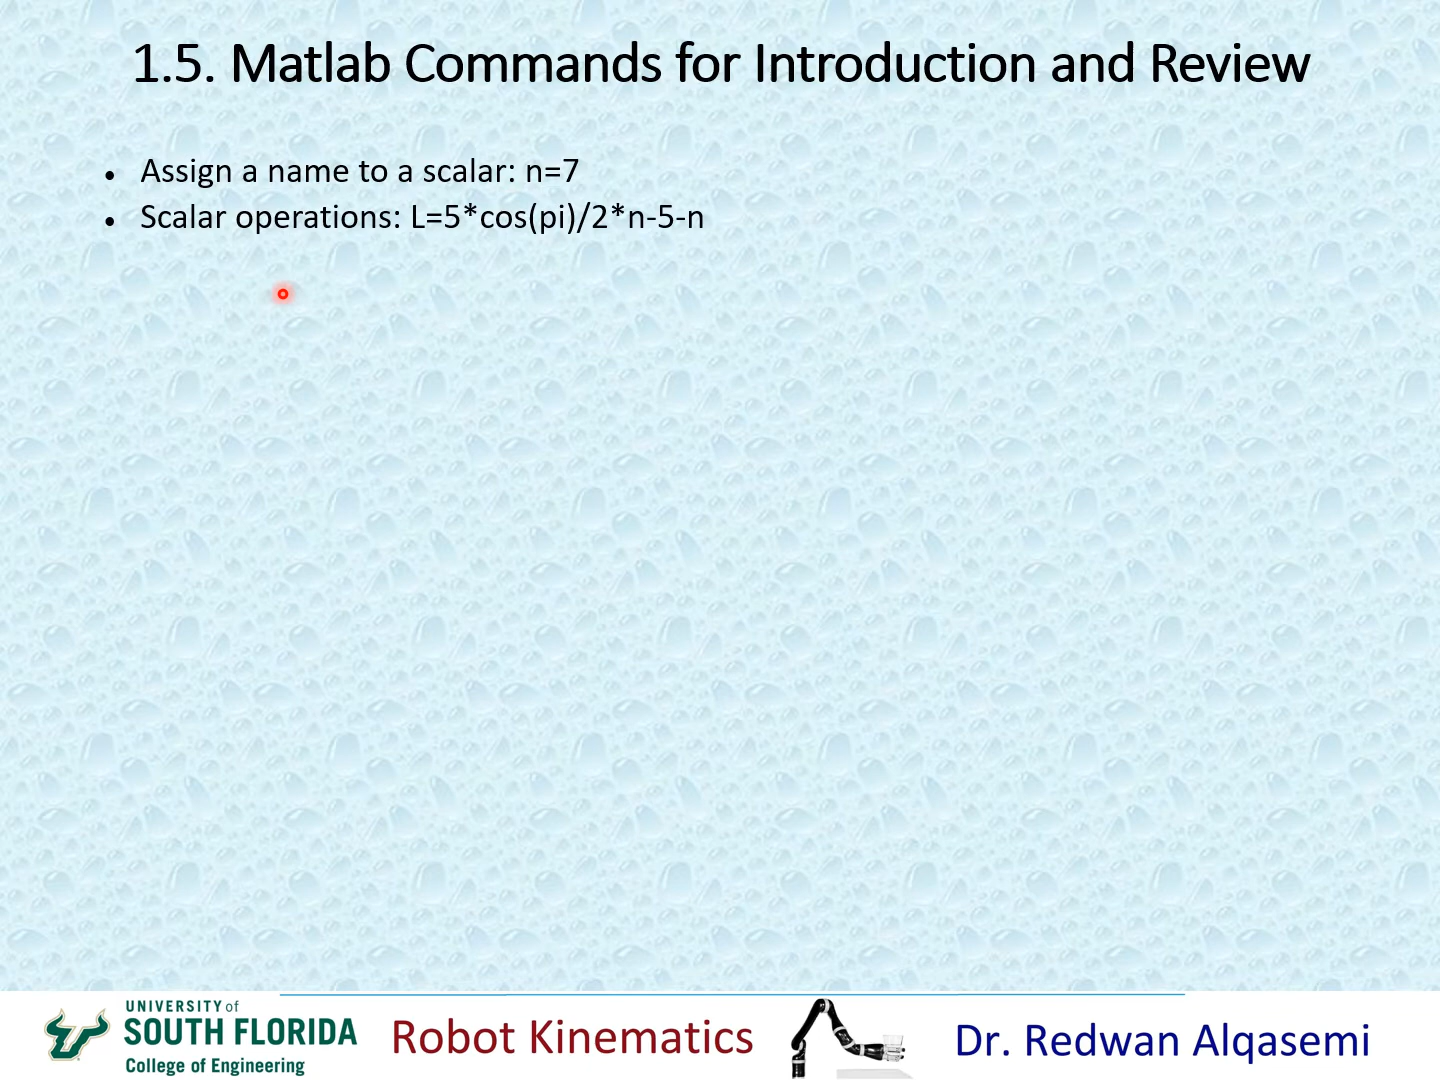 1.5. Matlab Commands for Introduction and Review
• Assign a name to a scalar: n=7
• Scalar operations: L=5*cos(pi)/2*n-5-n
UNIVERSITY of
SOUTH FLORIDA
College of Engineering
Robot Kinematics
Dr. Redwan Alqasemi